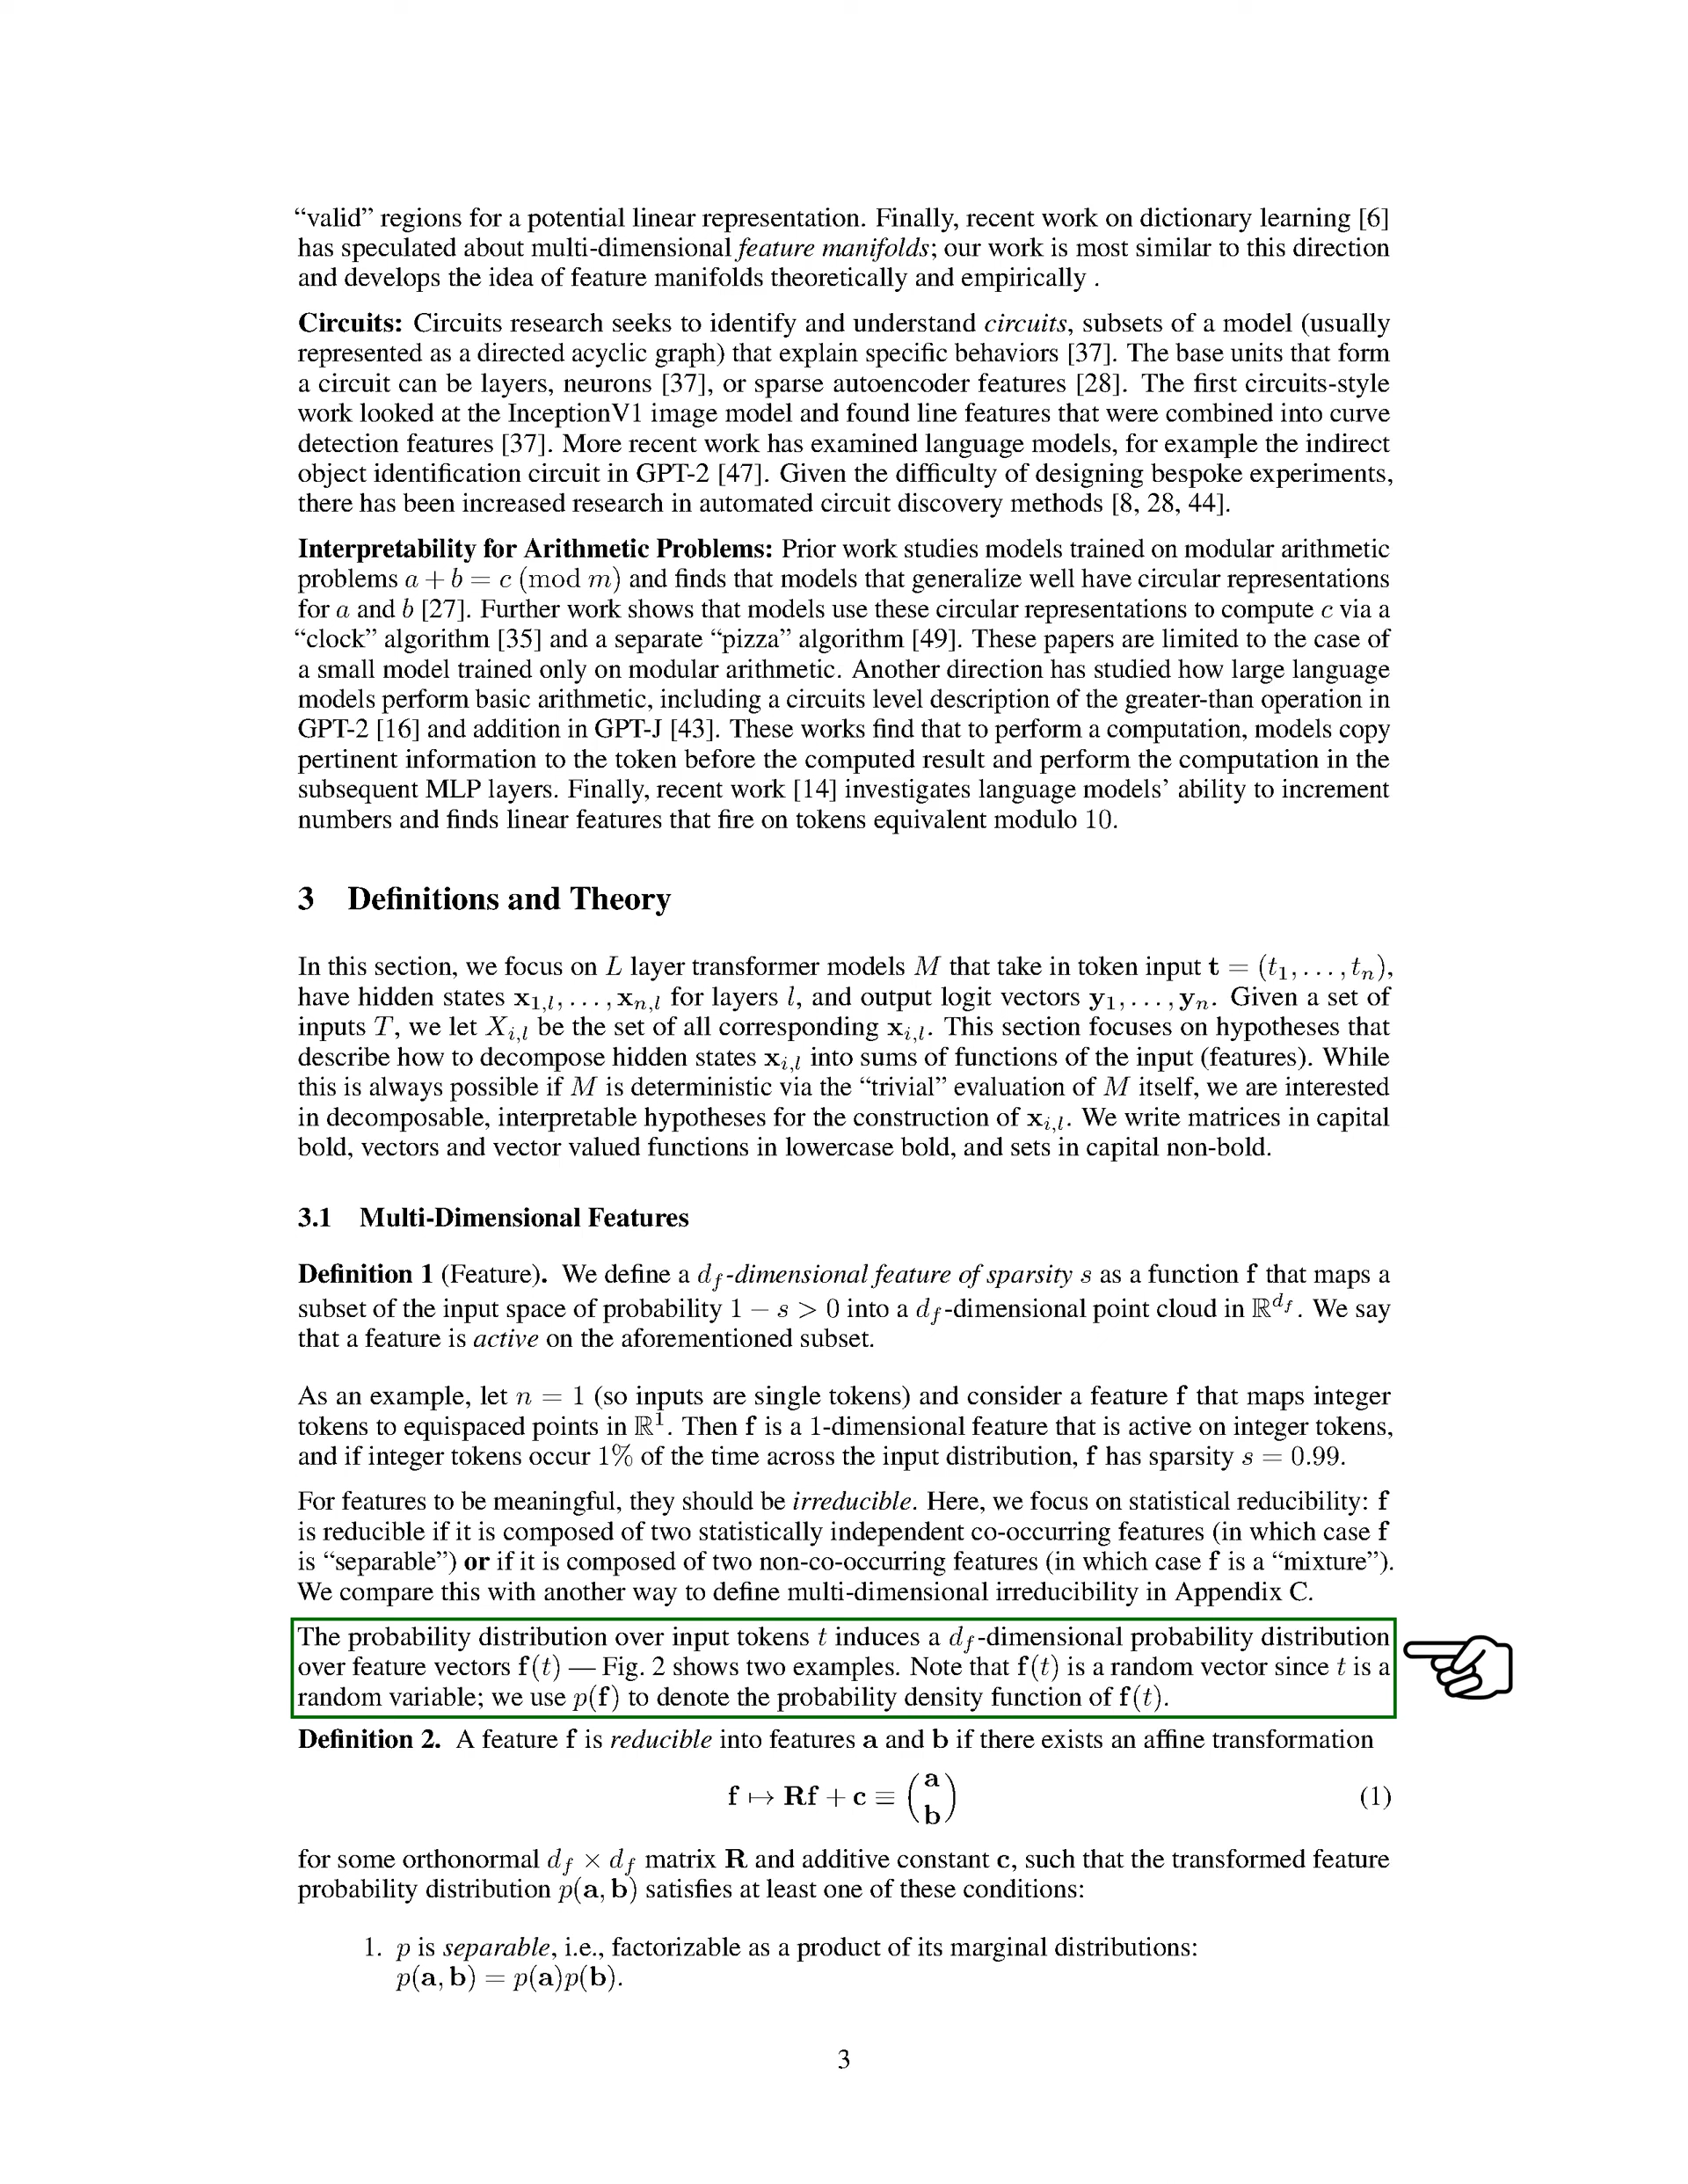 “valid” regions for a potential linear representation. Finally, recent work on dictionary learning [6]
has speculated about multi-dimensional feature manifolds; our work is most similar to this direction
and develops the idea of feature manifolds theoretically and empirically .
Circuits: Circuits research seeks to identify and understand circuits, subsets of a model (usually
represented as a directed acyclic graph) that explain specific behaviors [37]. The base units that form
a circuit can be layers, neurons [37], or sparse autoencoder features [28]. The first circuits-style
work looked at the InceptionV1 image model and found line features that were combined into curve
detection features [37]. More recent work has examined language models, for example the indirect
object identification circuit in GPT-2 [47]. Given the difficulty of designing bespoke experiments,
there has been increased research in automated circuit discovery methods [8, 28, 44].
Interpretability for Arithmetic Problems: Prior work studies models trained on modular arithmetic
problems a + b = c (mod m) and finds that models that generalize well have circular representations
for a and b [27]. Further work shows that models use these circular representations to compute c via a
“clock” algorithm [35] and a separate “pizza” algorithm [49]. These papers are limited to the case of
a small model trained only on modular arithmetic. Another direction has studied how large language
models perform basic arithmetic, including a circuits level description of the greater-than operation in
GPT-2 [16] and addition in GPT-J [43]. These works find that to perform a computation, models copy
pertinent information to the token before the computed result and perform the computation in the
subsequent MLP layers. Finally, recent work [14] investigates language models’ ability to increment
numbers and finds linear features that fire on tokens equivalent modulo 10.
3 Definitions and Theory
In this section, we focus on L layer transformer models M that take in token input t = (t₁, . . . , tₙ),
have hidden states x₁,ₗ, . . . , xₙ,ₗ for layers l, and output logit vectors y₁, . . . , yₙ. Given a set of
inputs T, we let Xᵢ,ₗ be the set of all corresponding xᵢ,ₗ. This section focuses on hypotheses that
describe how to decompose hidden states xᵢ,ₗ into sums of functions of the input (features). While
this is always possible if M is deterministic via the “trivial” evaluation of M itself, we are interested
in decomposable, interpretable hypotheses for the construction of xᵢ,ₗ. We write matrices in capital
bold, vectors and vector valued functions in lowercase bold, and sets in capital non-bold.
3.1 Multi-Dimensional Features
Definition 1 (Feature). We define a d_f-dimensional feature of sparsity s as a function f that maps a
subset of the input space of probability 1 − s > 0 into a d_f-dimensional point cloud in ℝ^{d_f}. We say
that a feature is active on the aforementioned subset.
As an example, let n = 1 (so inputs are single tokens) and consider a feature f that maps integer
tokens to equispaced points in ℝ¹. Then f is a 1-dimensional feature that is active on integer tokens,
and if integer tokens occur 1% of the time across the input distribution, f has sparsity s = 0.99.
For features to be meaningful, they should be irreducible. Here, we focus on statistical reducibility: f
is reducible if it is composed of two statistically independent co-occurring features (in which case f
is “separable”) or if it is composed of two non-co-occurring features (in which case f is a “mixture”).
We compare this with another way to define multi-dimensional irreducibility in Appendix C.
The probability distribution over input tokens t induces a d_f-dimensional probability distribution
over feature vectors f(t) — Fig. 2 shows two examples. Note that f(t) is a random vector since t is a
random variable; we use p(f) to denote the probability density function of f(t).
Definition 2. A feature f is reducible into features a and b if there exists an affine transformation
f ↦ Rf + c ≡ (a b) (1)
for some orthonormal d_f × d_f matrix R and additive constant c, such that the transformed feature
probability distribution p(a, b) satisfies at least one of these conditions:
1. p is separable, i.e., factorizable as a product of its marginal distributions:
p(a, b) = p(a)p(b).
3